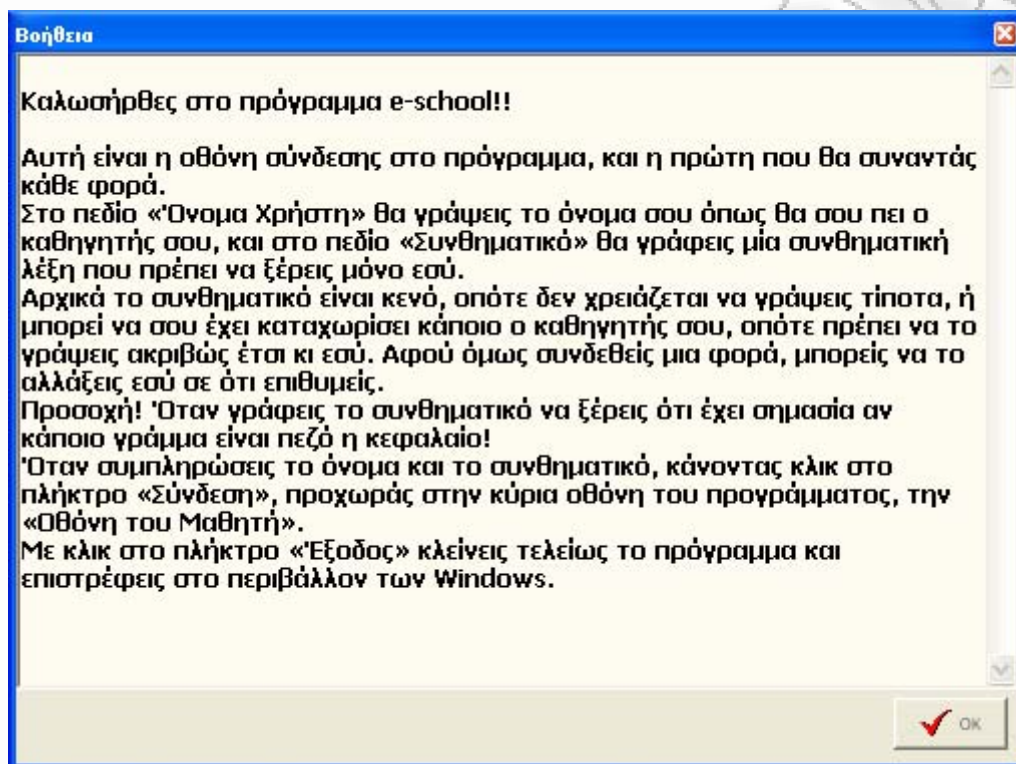 Βοήθεια
Καλωσήρθες στο πρόγραμμα e-school!!
Αυτή είναι η οθόνη σύνδεσης στο πρόγραμμα, και η πρώτη που θα συναντάς
κάθε φορά.
Στο πεδίο «Όνομα Χρήστη» θα γράψεις το όνομα σου όπως θα σου πει ο
καθηγητής σου, και στο πεδίο «Συνθηματικό» θα γράφεις μία συνθηματική
λέξη που πρέπει να ξέρεις μόνο εσύ.
Αρχικά το συνθηματικό είναι κενό, οπότε δεν χρειάζεται να γράψεις τίποτα, ή
μπορεί να σου έχει καταχωρίσει κάποιο ο καθηγητής σου, οπότε πρέπει να το
γράψεις ακριβώς έτσι κι εσύ. Αφού όμως συνδεθείς μια φορά, μπορείς να το
αλλάξεις εσύ σε ότι επιθυμείς.
Προσοχή! Όταν γράφεις το συνθηματικό να ξέρεις ότι έχει σημασία αν
κάποιο γράμμα είναι πεζό η κεφαλαίο!
Όταν συμπληρώσεις το όνομα και το συνθηματικό, κάνοντας κλικ στο
πλήκτρο «Σύνδεση», προχωράς στην κύρια οθόνη του προγράμματος, την
«Οθόνη του Μαθητή».
Με κλικ στο πλήκτρο «Έξοδος» κλείνεις τελείως το πρόγραμμα και
επιστρέφεις στο περιβάλλον των Windows.
OK